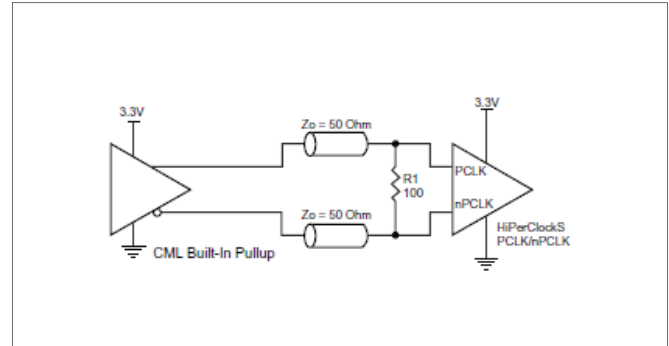 3.3V
3.3V
Zo = 50 Ohm
PCLK
R1
100
nPCLK
Zo = 50 Ohm
HiPerClockS
PCLK/nPCLK
CML Built-In Pullup